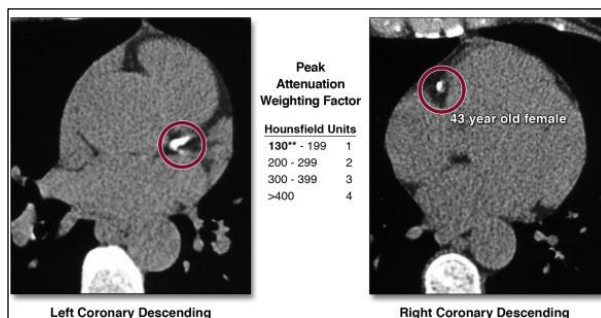 Peak
Attenuation
Weighting Factor
Hounsfield Units
130** - 199 1
200 - 299 2
300 - 399 3
>400 4
43 year old female
Left Coronary Descending
Right Coronary Descending